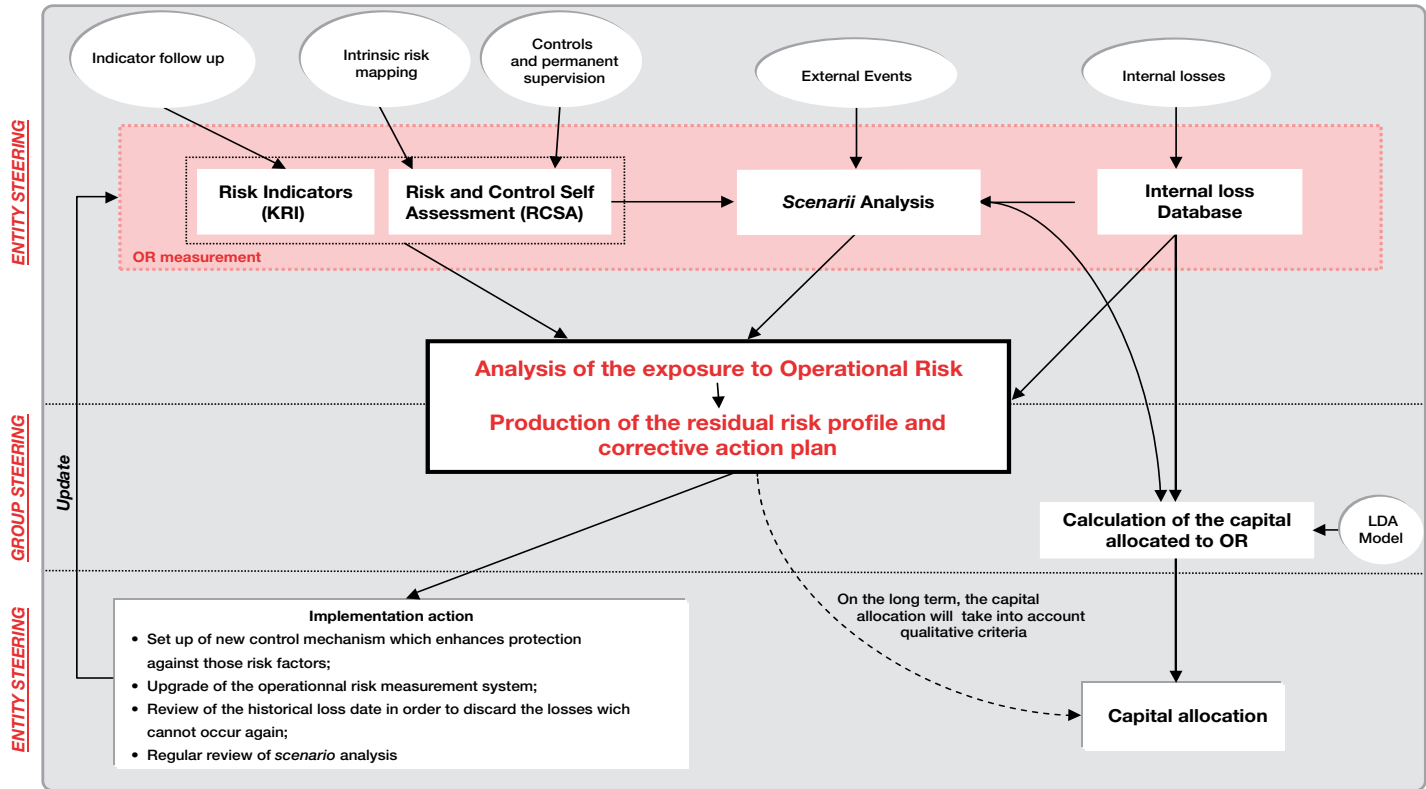 Indicator follow up
Intrinsic risk
mapping
Controls
and permanent
supervision
External Events
Internal losses
ENTITY STEERING
Risk Indicators
(KRI)
Risk and Control Self
Assessment (RCSA)
Scenarii Analysis
Internal loss
Database
OR measurement
Analysis of the exposure to Operational Risk
Production of the residual risk profile and
corrective action plan
GROUP STEERING
Update
Calculation of the capital
allocated to OR
LDA
Model
ENTITY STEERING
Implementation action
• Set up of new control mechanism which enhances protection
against those risk factors;
• Upgrade of the operationnal risk measurement system;
• Review of the historical loss date in order to discard the losses wich
cannot occur again;
• Regular review of scenario analysis
On the long term, the capital
allocation will take into account
qualitative criteria
Capital allocation